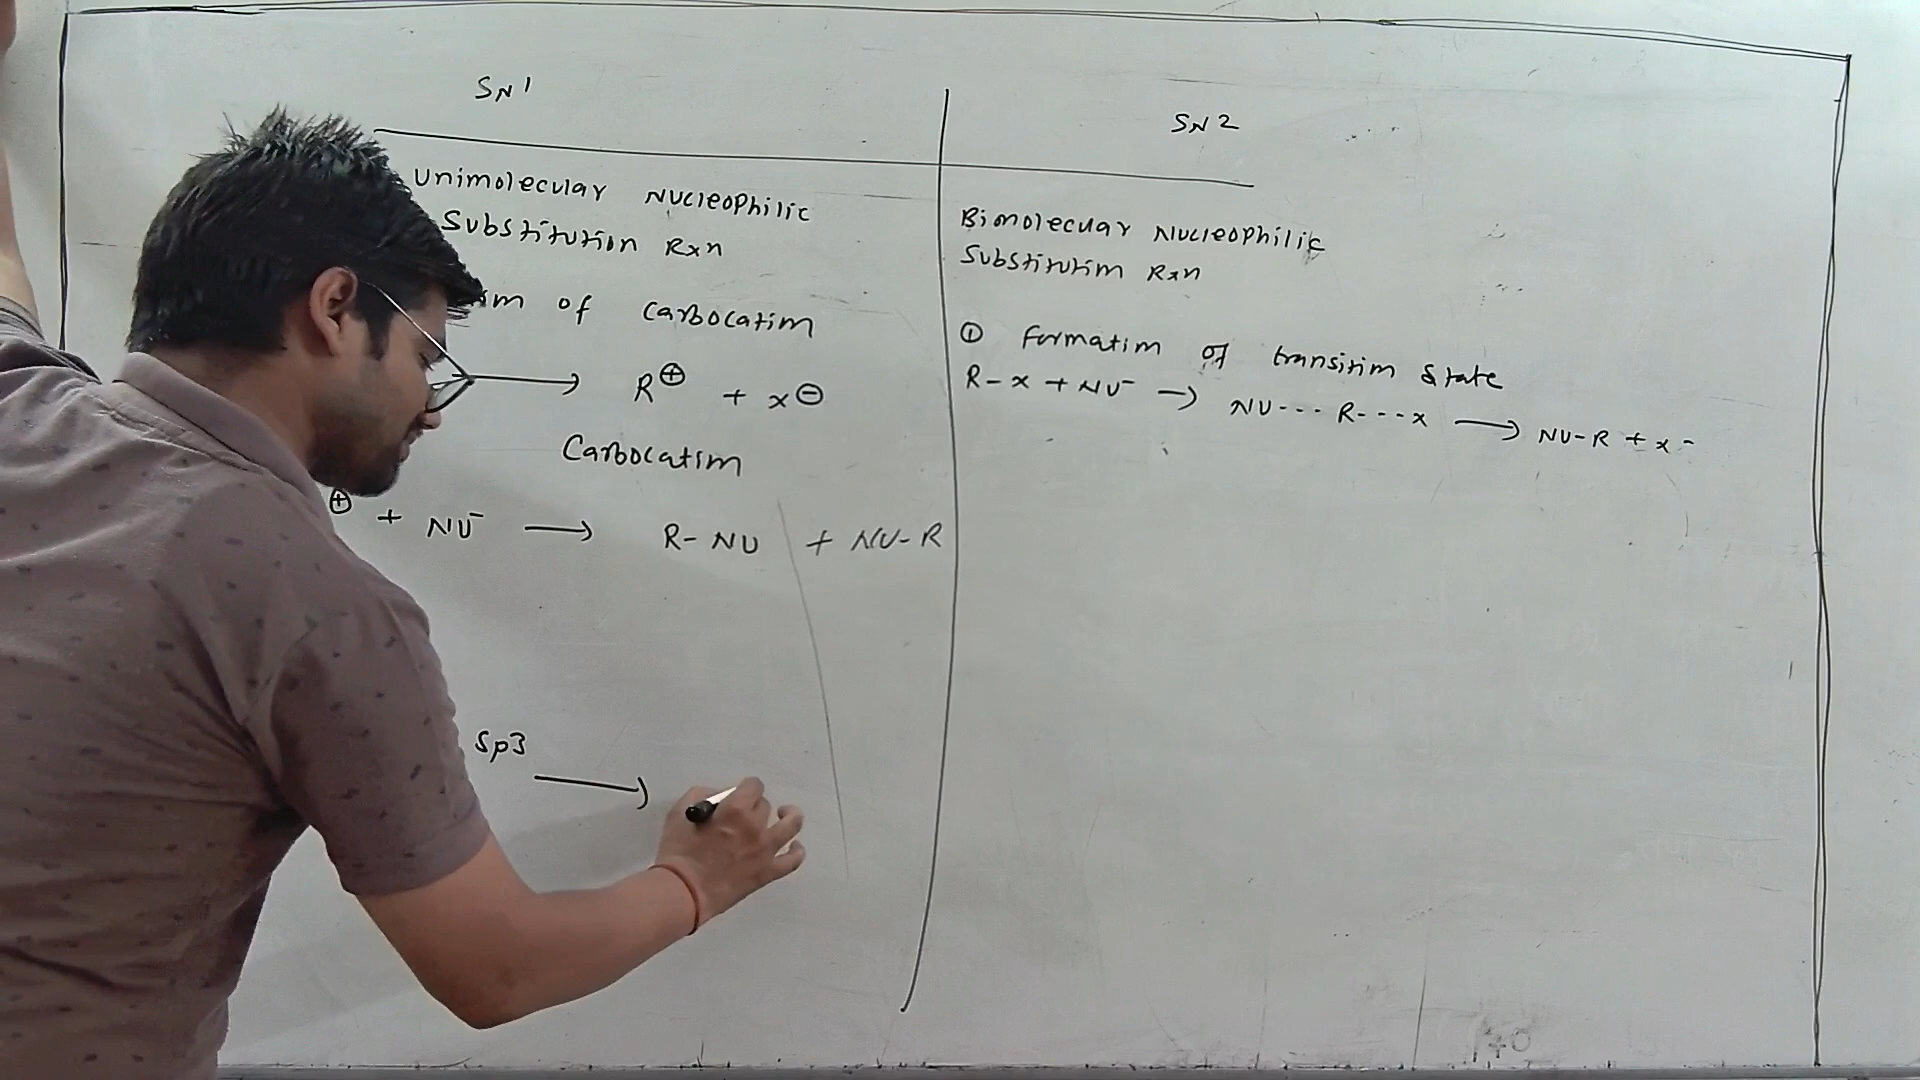 SN1
Unimolecular Nucleophilic
Substitution Rxn
of Carbocation
→ R⊕ + x⊖
Carbocation
⊕ + NU⁻ → R-NU + NU-R
Sp3
→
SN2
Bimolecular Nucleophilic
Substitution Rxn
① Formation of transition State
R-x + NU⁻ → NU--- R---x → NU-R + x⁻